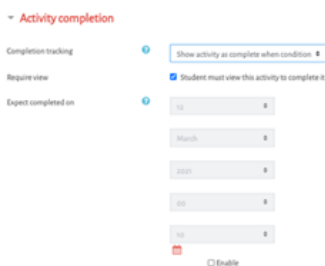 Activity completion
Completion tracking
Show activity as complete when condition
Require view
Student must view this activity to complete it
Expect completed on
12
March
2021
09
10
Enable